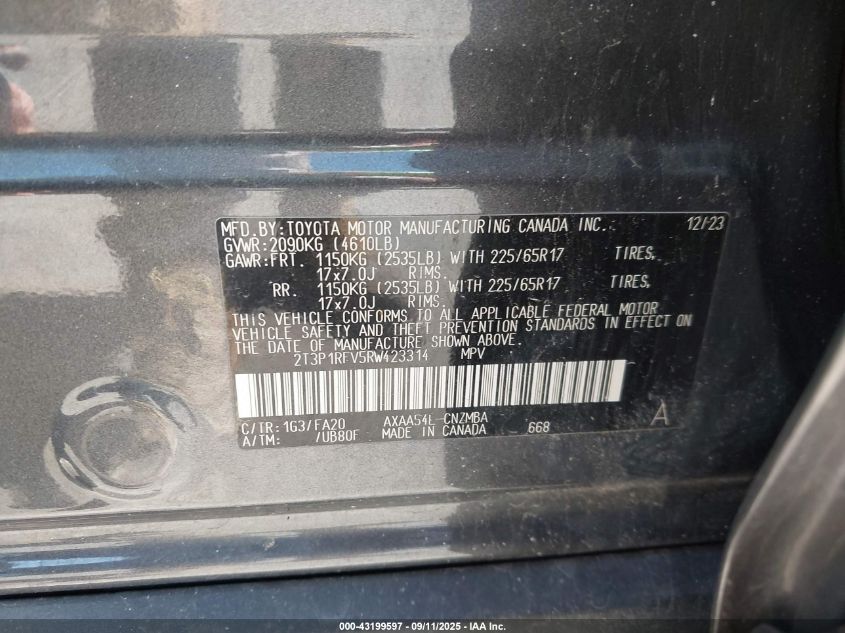 MFD.BY:TOYOTA MOTOR MANUFACTURING CANADA INC. 12/23
GVWR:2090KG (4610LB)
GAWR:FRT. 1150KG (2535LB) WITH 225/65R17 TIRES,
17x7.0J RIMS.
RR. 1150KG (2535LB) WITH 225/65R17 TIRES,
17x7.0J RIMS.
THIS VEHICLE CONFORMS TO ALL APPLICABLE FEDERAL MOTOR
VEHICLE SAFETY AND THEFT PREVENTION STANDARDS IN EFFECT ON
THE DATE OF MANUFACTURE SHOWN ABOVE.
2T3P1RFV5RW423314 MPV
C/TR:1G3/FA20 AXAA54L-CNZMBA A
A/TM: /UB80F MADE IN CANADA 668
000-43199597 - 09/11/2025 - IAA Inc.